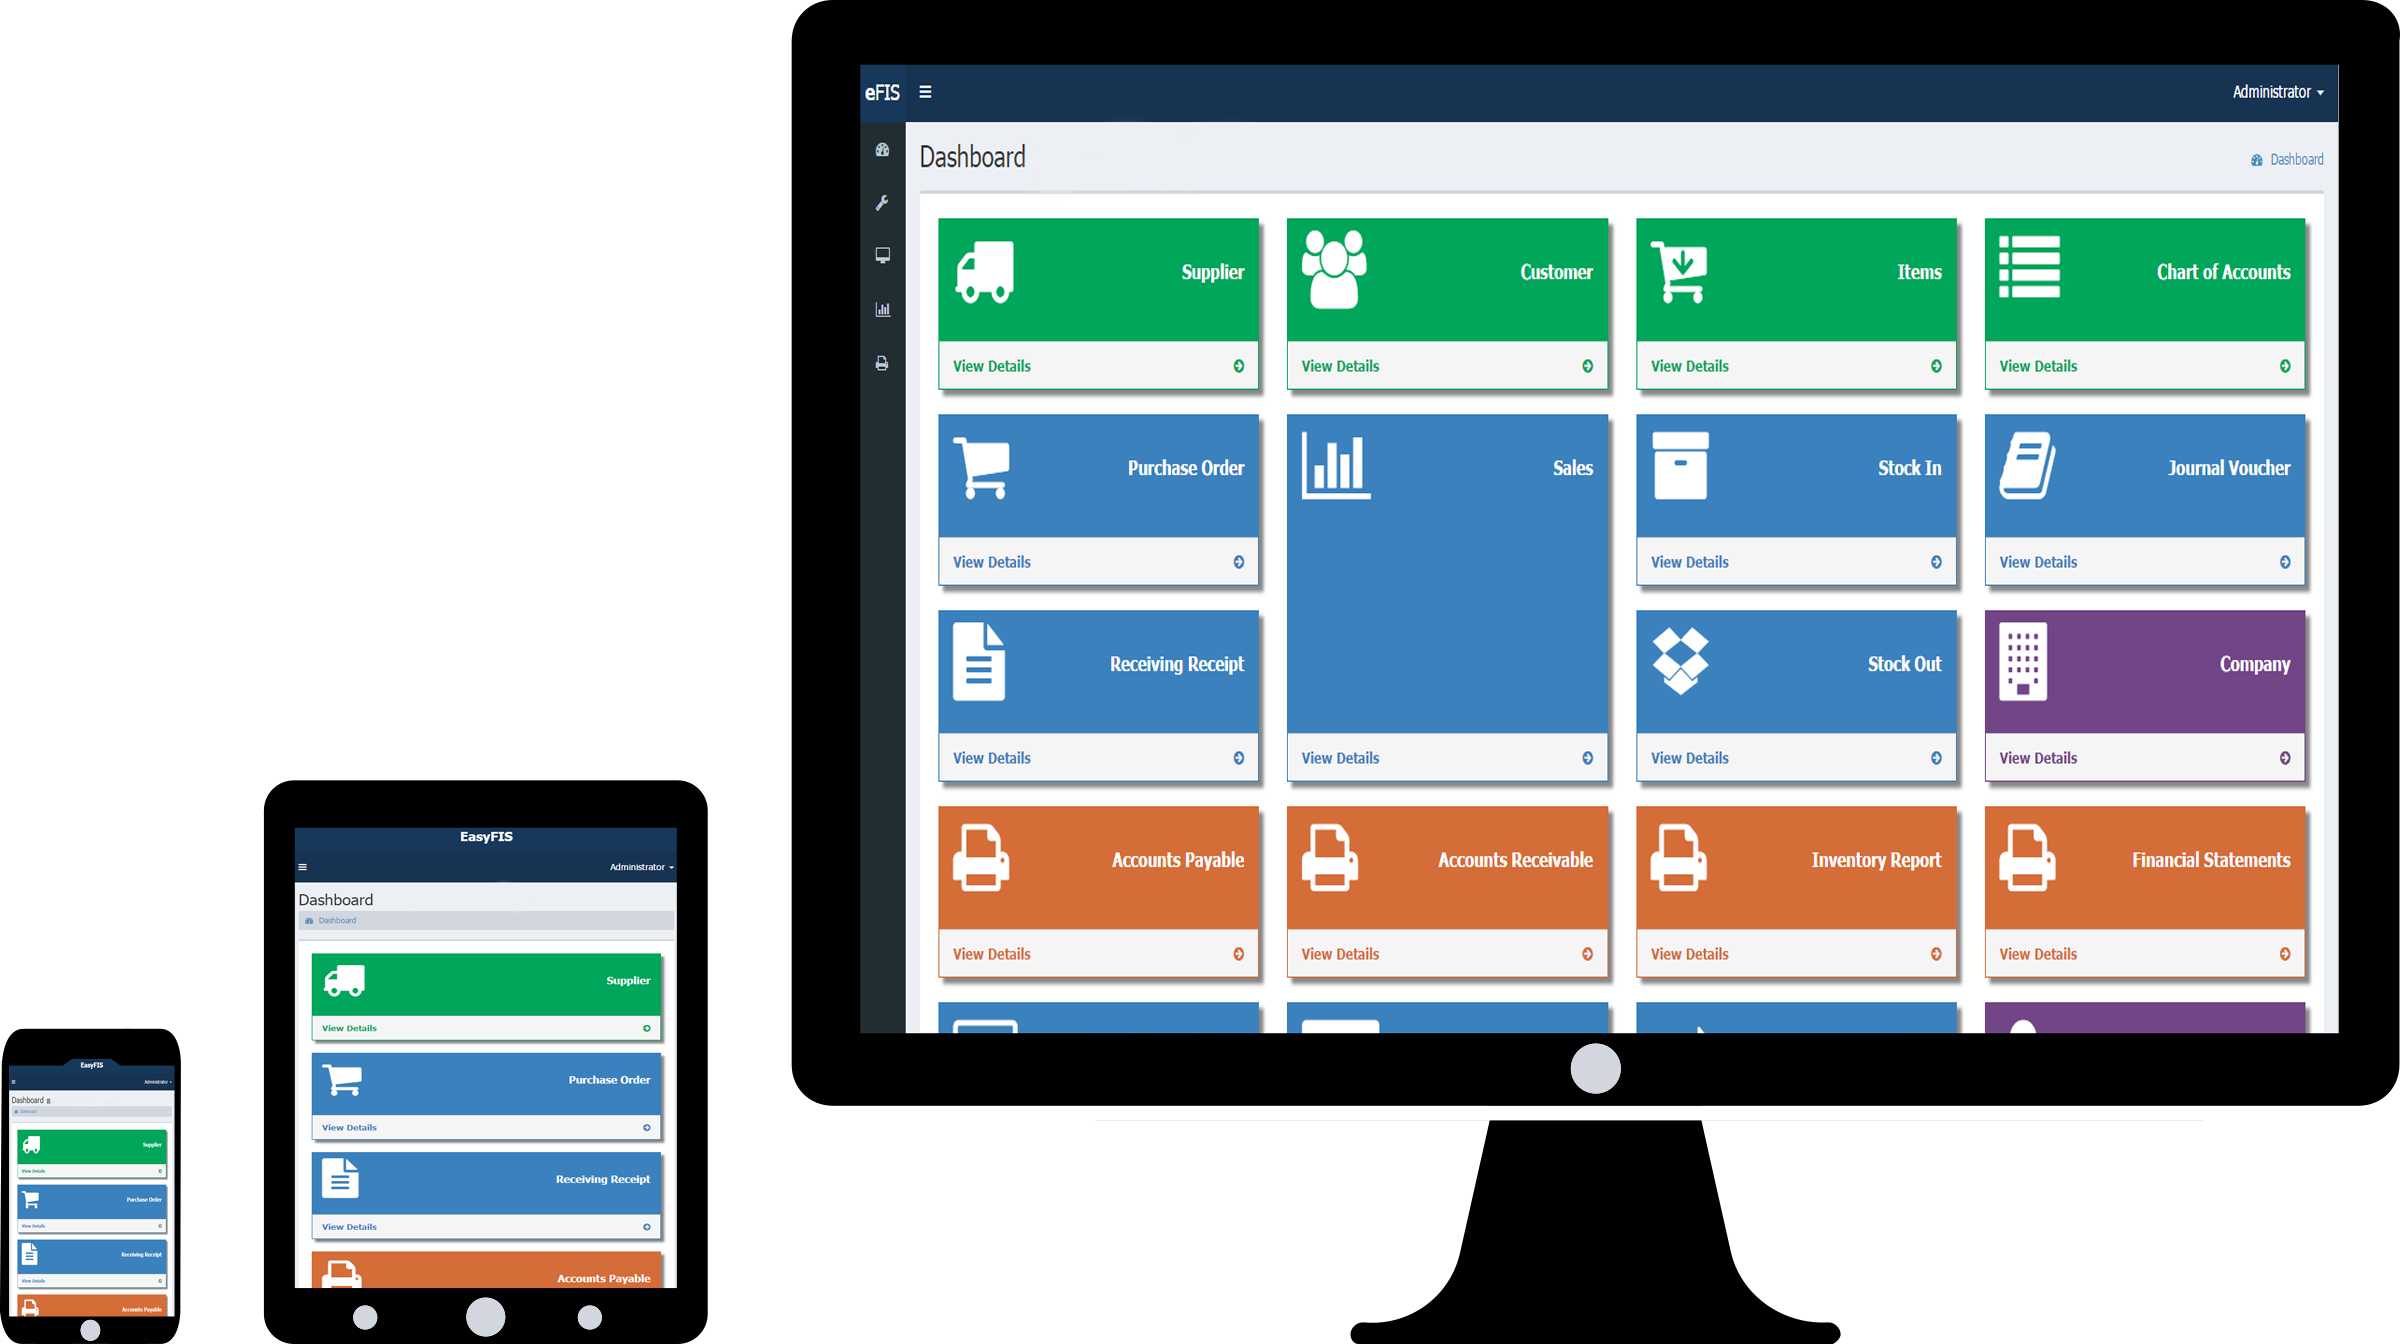 eFIS
Administrator
Dashboard
Dashboard
Supplier
Customer
Items
Chart of Accounts
View Details
View Details
View Details
View Details
Purchase Order
Sales
Stock In
Journal Voucher
View Details
View Details
View Details
Receiving Receipt
Stock Out
Company
View Details
View Details
View Details
View Details
Accounts Payable
Accounts Receivable
Inventory Report
Financial Statements
View Details
View Details
View Details
View Details
EasyFIS
Administrator
Dashboard
Dashboard
Supplier
View Details
Purchase Order
View Details
Receiving Receipt
View Details
Accounts Payable
EasyFIS
Administrator
Dashboard
Dashboard
Supplier
View Details
Purchase Order
View Details
Receiving Receipt
View Details
Accounts Payable